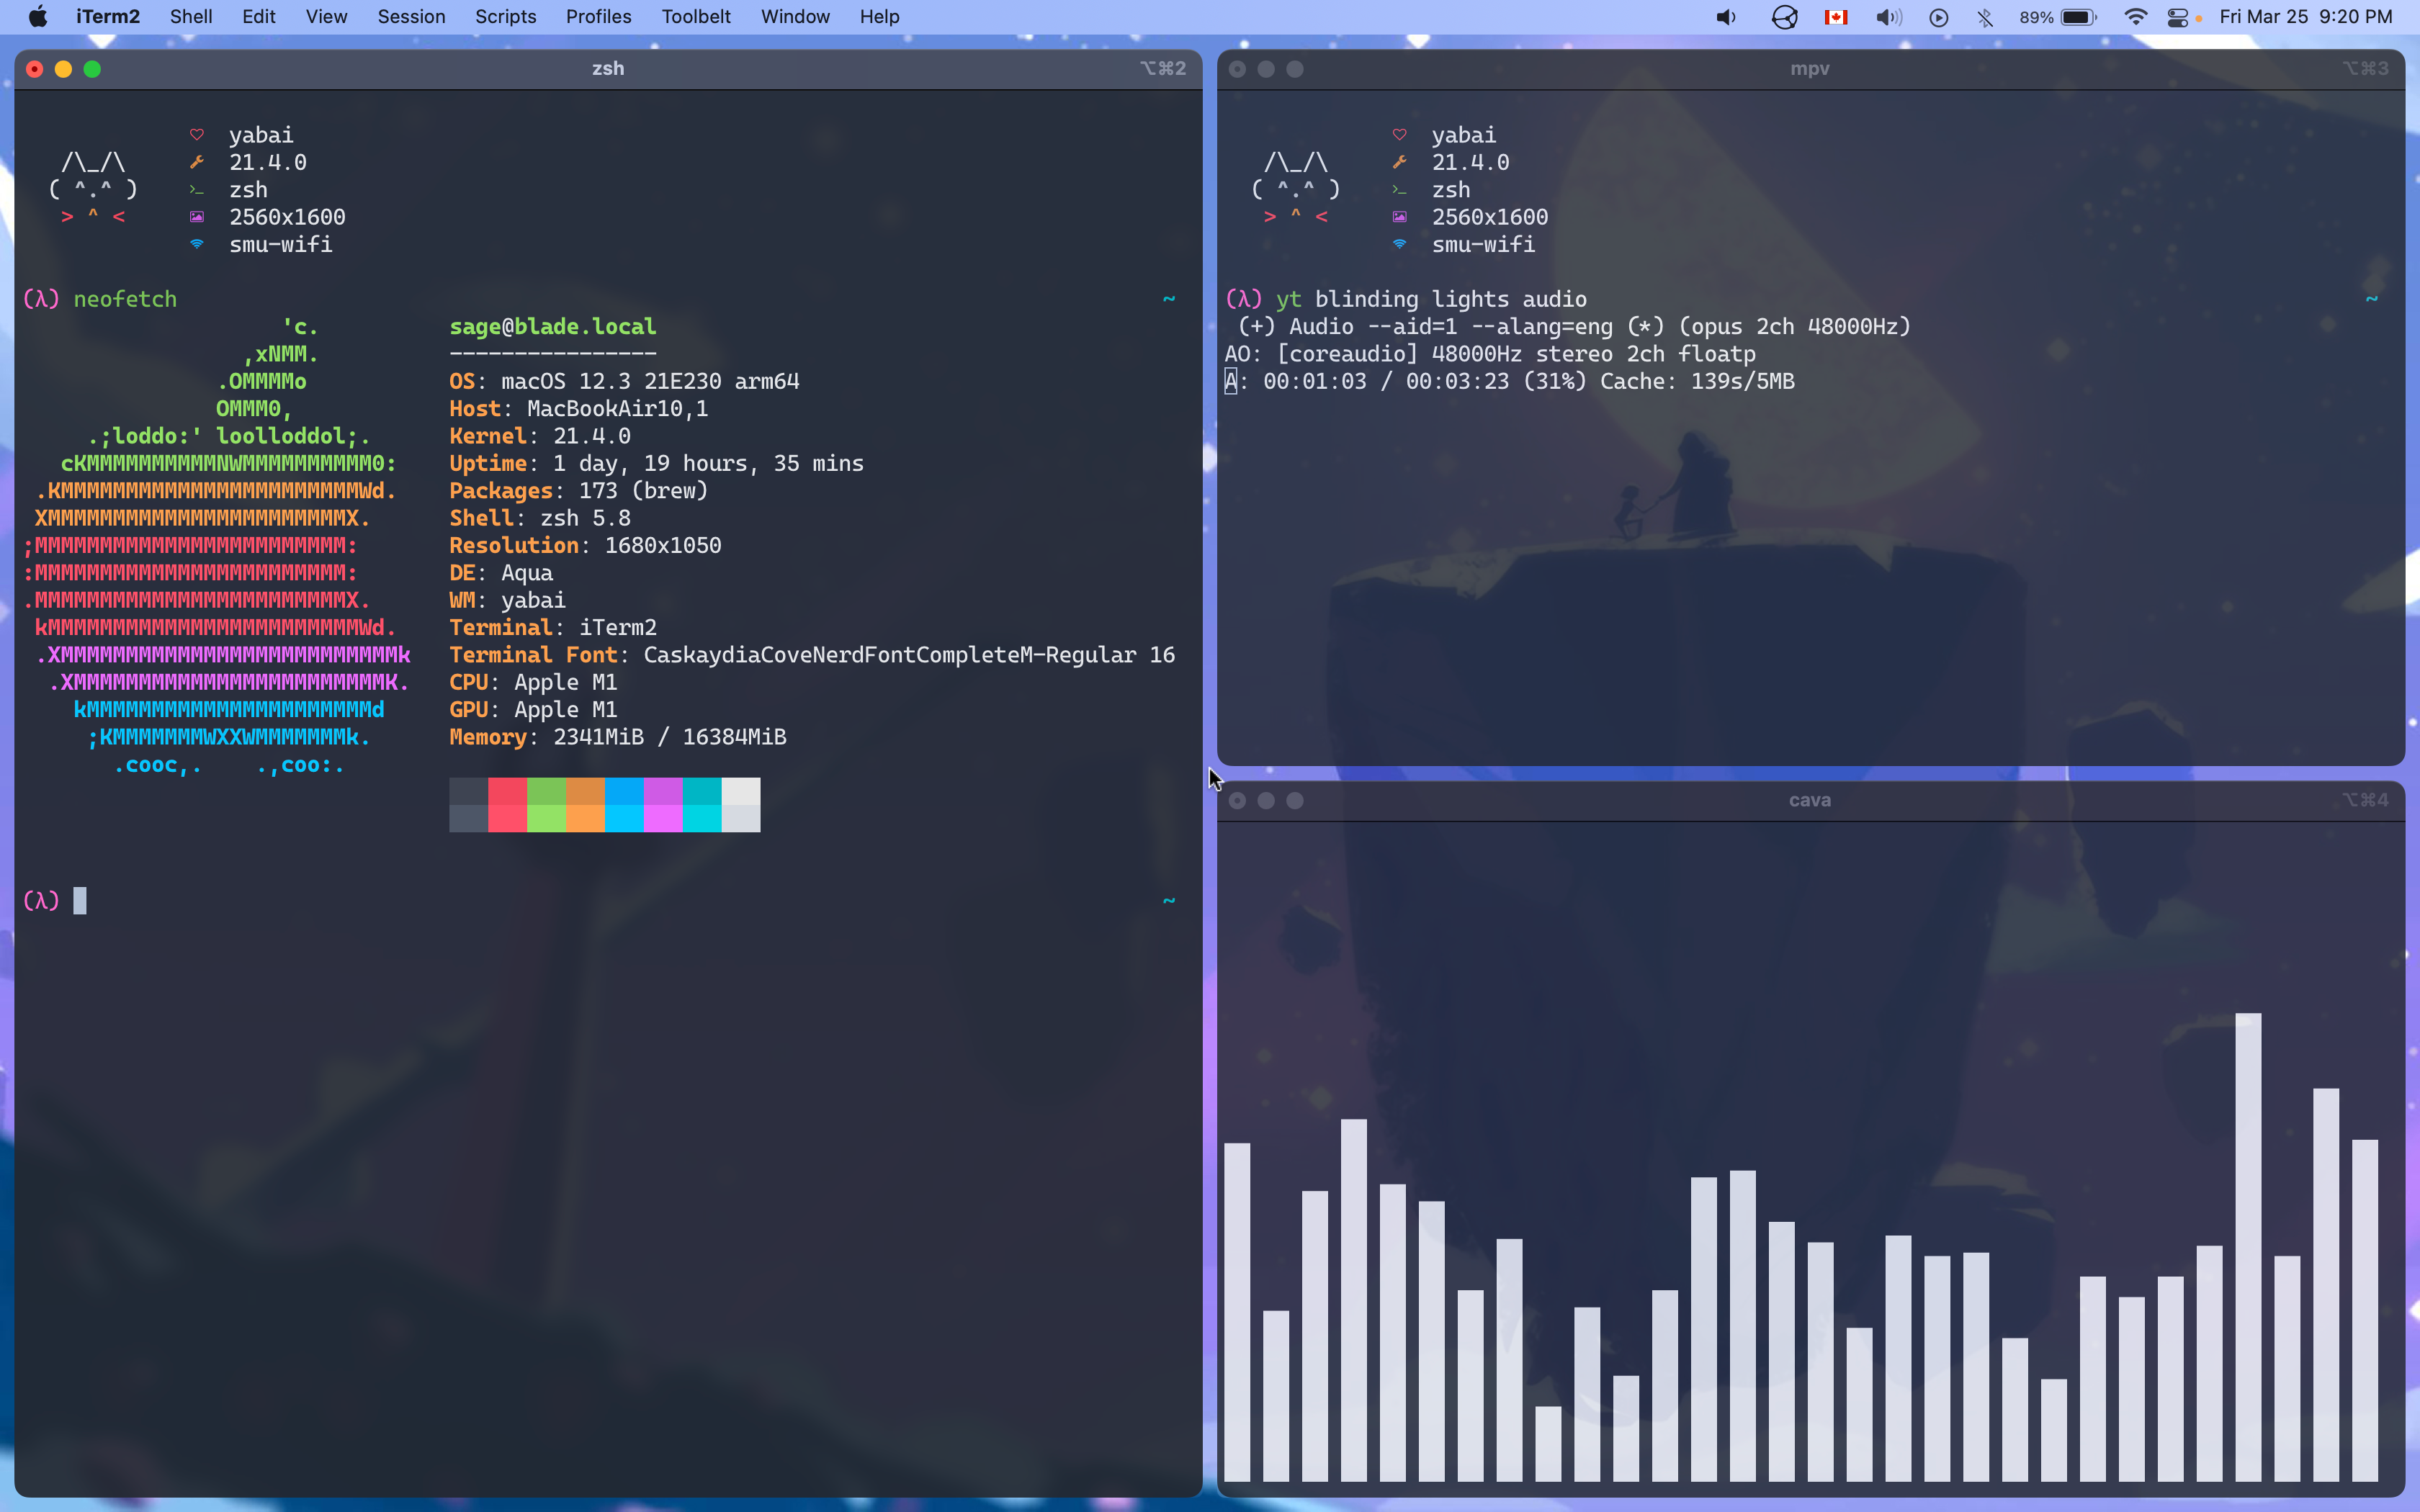 iTerm2 Shell Edit View Session Scripts Profiles Toolbelt Window Help 89% Fri Mar 25 9:20 PM
zsh ⌥⌘2
yabai
/\_/\ 21.4.0
( ^.^ ) zsh
> ^ < 2560x1600
smu-wifi
(λ) neofetch ~
'c. sage@blade.local
,xNMM. ----------------
.OMMMMo OS: macOS 12.3 21E230 arm64
OMMM0, Host: MacBookAir10,1
.;loddo:' loolloddol;. Kernel: 21.4.0
cKMMMMMMMMMMNWMMMMMMMMMM0: Uptime: 1 day, 19 hours, 35 mins
.KMMMMMMMMMMMMMMMMMMMMMMMWd. Packages: 173 (brew)
XMMMMMMMMMMMMMMMMMMMMMMMX. Shell: zsh 5.8
;MMMMMMMMMMMMMMMMMMMMMMMM: Resolution: 1680x1050
:MMMMMMMMMMMMMMMMMMMMMMMM: DE: Aqua
.MMMMMMMMMMMMMMMMMMMMMMMMX. WM: yabai
kMMMMMMMMMMMMMMMMMMMMMMMMWd. Terminal: iTerm2
.XMMMMMMMMMMMMMMMMMMMMMMMMMMk Terminal Font: CaskaydiaCoveNerdFontCompleteM-Regular 16
.XMMMMMMMMMMMMMMMMMMMMMMMMK. CPU: Apple M1
kMMMMMMMMMMMMMMMMMMMMMMd GPU: Apple M1
;KMMMMMMMWXXWMMMMMMMk. Memory: 2341MiB / 16384MiB
.cooc,. .,coo:.
(λ) ~
mpv ⌥⌘3
yabai
/\_/\ 21.4.0
( ^.^ ) zsh
> ^ < 2560x1600
smu-wifi
(λ) yt blinding lights audio ~
(+) Audio --aid=1 --alang=eng (*) (opus 2ch 48000Hz)
AO: [coreaudio] 48000Hz stereo 2ch floatp
A: 00:01:03 / 00:03:23 (31%) Cache: 139s/5MB
cava ⌥⌘4